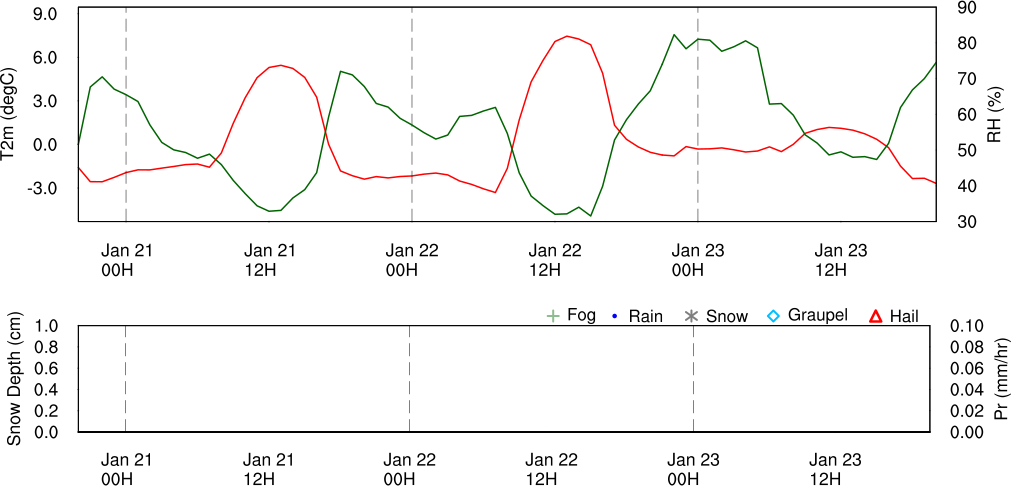 9.0
6.0
3.0
0.0
-3.0
T2m (degC)
90
80
70
60
50
40
30
RH (%)
Jan 21
00H
Jan 21
12H
Jan 22
00H
Jan 22
12H
Jan 23
00H
Jan 23
12H
Fog
Rain
Snow
Graupel
Hail
1.0
0.8
0.6
0.4
0.2
0.0
Snow Depth (cm)
0.10
0.08
0.06
0.04
0.02
0.00
Pr (mm/hr)
Jan 21
00H
Jan 21
12H
Jan 22
00H
Jan 22
12H
Jan 23
00H
Jan 23
12H